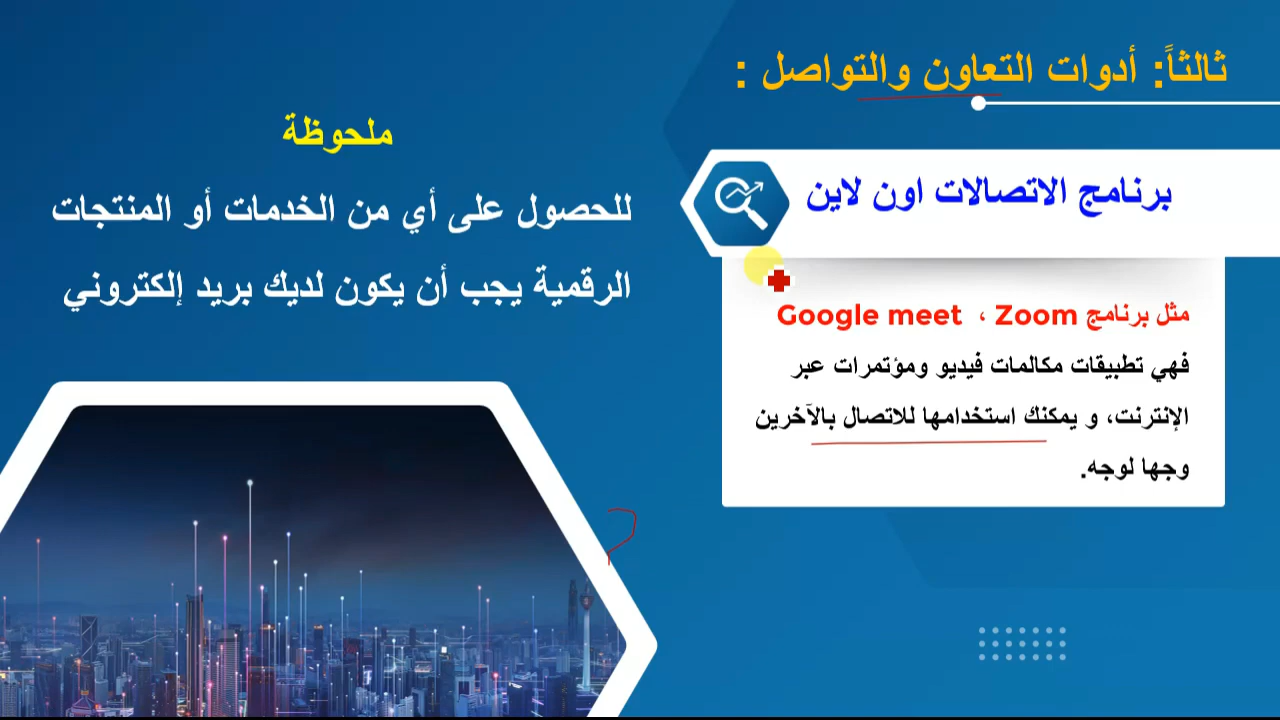 ثالثاً: أدوات التعاون والتواصل :
برنامج الاتصالات اون لاين
مثل برنامج Zoom ، Google meet
فهي تطبيقات مكالمات فيديو ومؤتمرات عبر
الإنترنت، و يمكنك استخدامها للاتصال بالآخرين
وجها لوجه.
ملحوظة
للحصول على أي من الخدمات أو المنتجات
الرقمية يجب أن يكون لديك بريد إلكتروني